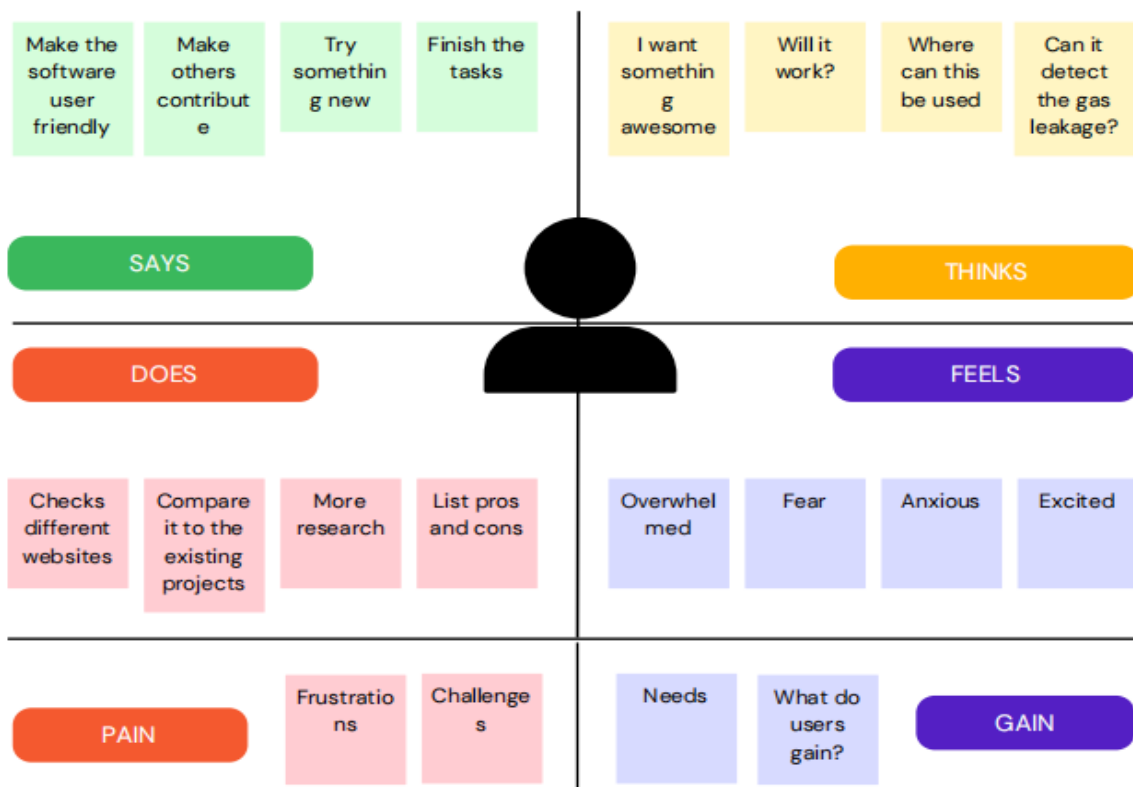 Make the
software
user
friendly
Make
others
contribut
e
Try
somethin
g new
Finish the
tasks
I want
somethin
g
awesome
Will it
work?
Where
can this
be used
Can it
detect
the gas
leakage?
SAYS
THINKS
DOES
FEELS
Checks
different
websites
Compare
it to the
existing
projects
More
research
List pros
and cons
Overwhel
med
Fear
Anxious
Excited
PAIN
Frustratio
ns
Challenge
s
Needs
What do
users
gain?
GAIN